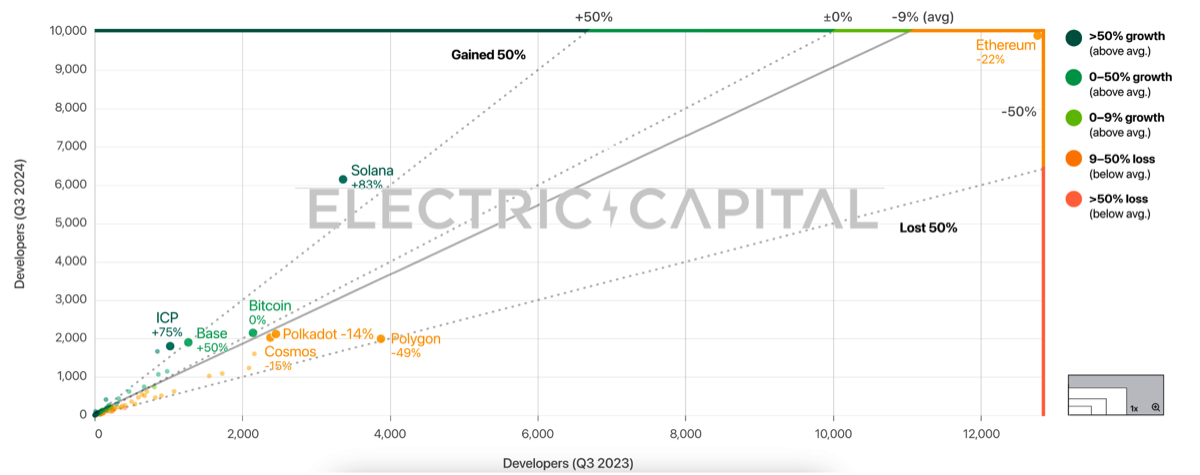 +50%
±0%
-9% (avg)
10,000
9,000
8,000
7,000
6,000
5,000
4,000
3,000
2,000
1,000
0
Developers (Q3 2024)
Gained 50%
Ethereum
-22%
-50%
Solana
+83%
ELECTRIC CAPITAL
Lost 50%
ICP
+75%
Base
+50%
Bitcoin
0%
Polkadot -14%
Cosmos
-15%
Polygon
-49%
0
2,000
4,000
6,000
8,000
10,000
12,000
Developers (Q3 2023)
>50% growth
(above avg.)
0–50% growth
(above avg.)
0–9% growth
(above avg.)
9–50% loss
(below avg.)
>50% loss
(below avg.)
1x